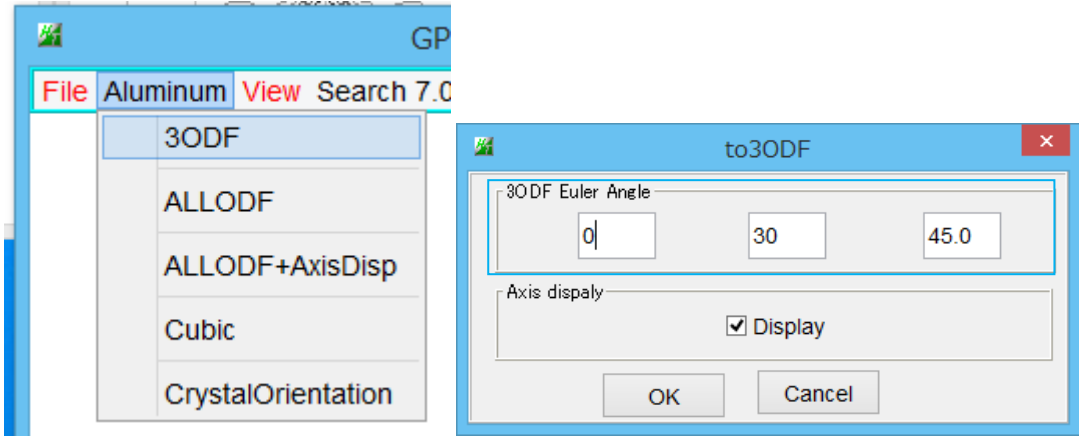 GP
File Aluminum View Search 7.0
3ODF
ALLODF
ALLODF+AxisDisp
Cubic
CrystalOrientation
to3ODF
3ODF Euler Angle
0 30 45.0
Axis dispaly
Display
OK Cancel